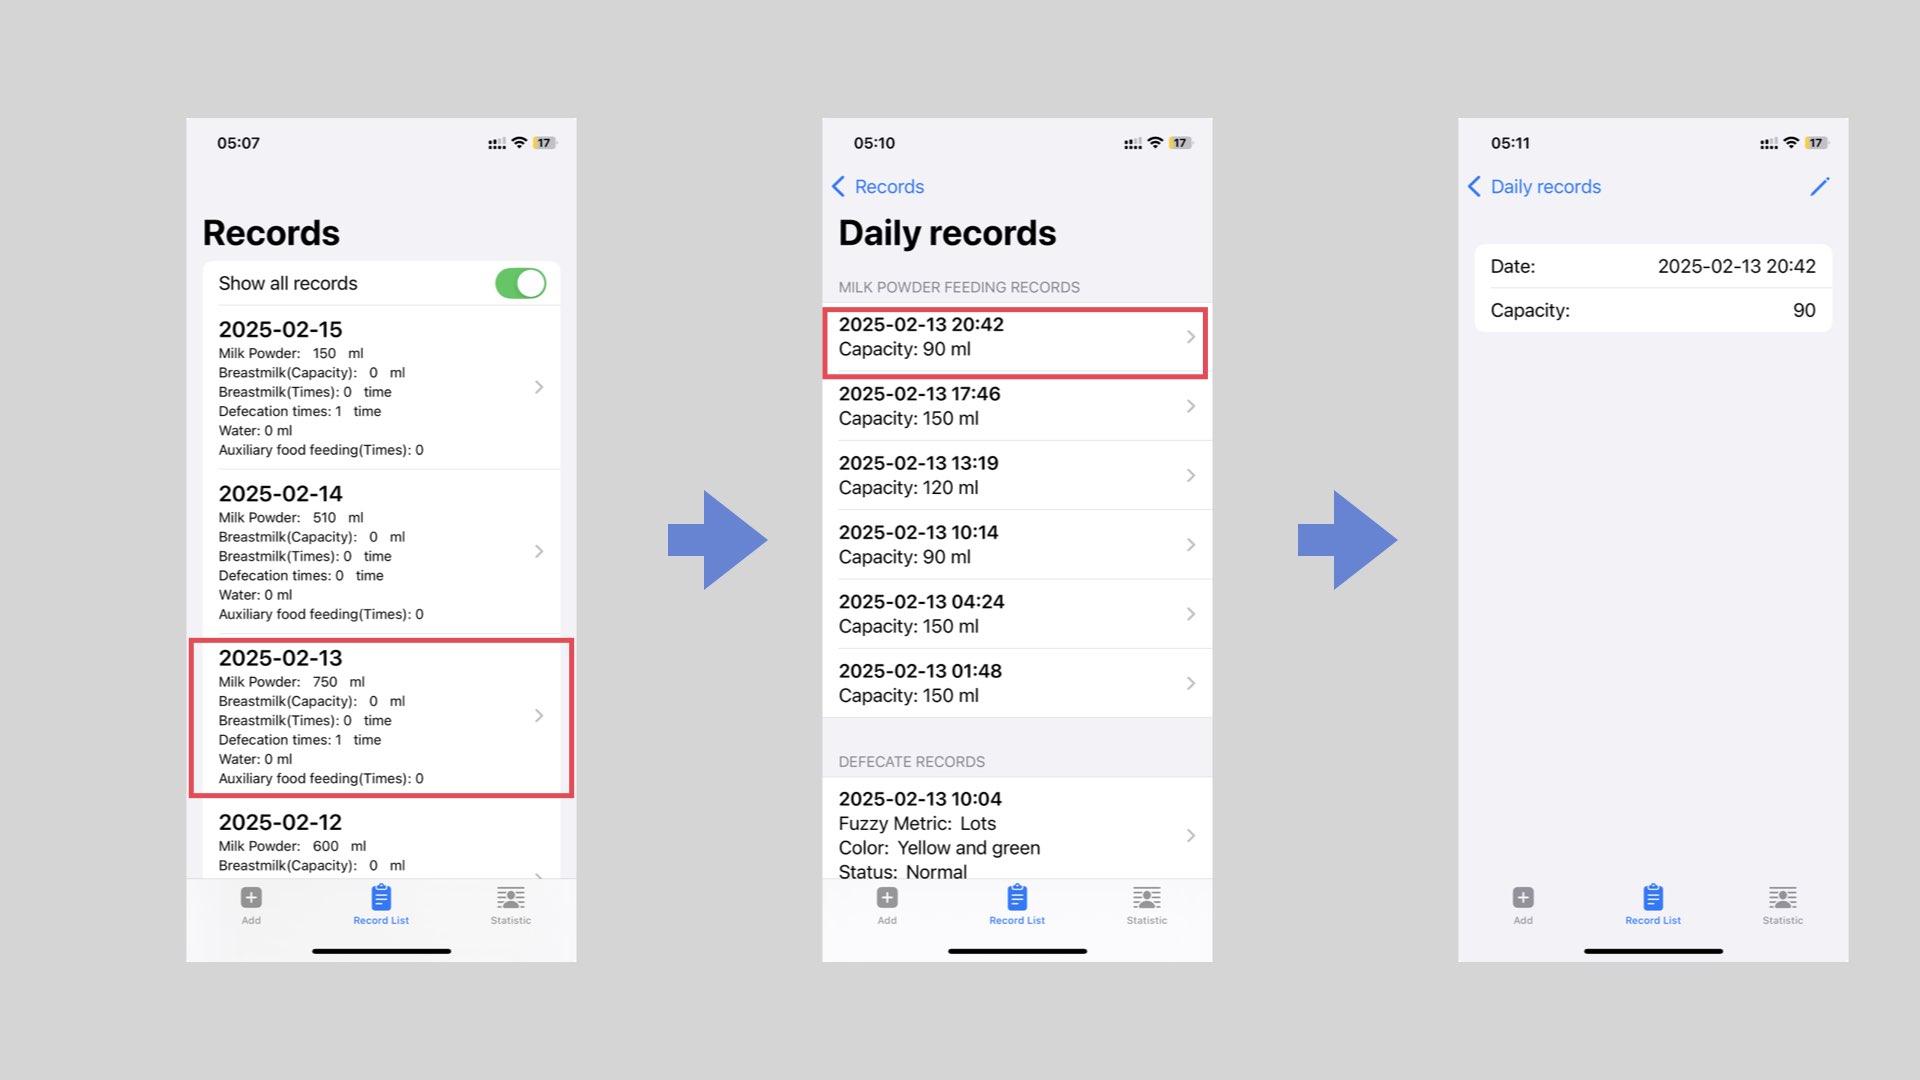 05:07
17
Records
Show all records
2025-02-15
Milk Powder: 150 ml
Breastmilk(Capacity): 0 ml
Breastmilk(Times): 0 time
Defecation times: 1 time
Water: 0 ml
Auxiliary food feeding(Times): 0
2025-02-14
Milk Powder: 510 ml
Breastmilk(Capacity): 0 ml
Breastmilk(Times): 0 time
Defecation times: 0 time
Water: 0 ml
Auxiliary food feeding(Times): 0
2025-02-13
Milk Powder: 750 ml
Breastmilk(Capacity): 0 ml
Breastmilk(Times): 0 time
Defecation times: 1 time
Water: 0 ml
Auxiliary food feeding(Times): 0
2025-02-12
Milk Powder: 600 ml
Breastmilk(Capacity): 0 ml
Add
Record List
Statistic
05:10
17
Records
Daily records
MILK POWDER FEEDING RECORDS
2025-02-13 20:42
Capacity: 90 ml
2025-02-13 17:46
Capacity: 150 ml
2025-02-13 13:19
Capacity: 120 ml
2025-02-13 10:14
Capacity: 90 ml
2025-02-13 04:24
Capacity: 150 ml
2025-02-13 01:48
Capacity: 150 ml
DEFECATE RECORDS
2025-02-13 10:04
Fuzzy Metric: Lots
Color: Yellow and green
Status: Normal
Add
Record List
Statistic
05:11
17
Daily records
Date: 2025-02-13 20:42
Capacity: 90
Add
Record List
Statistic